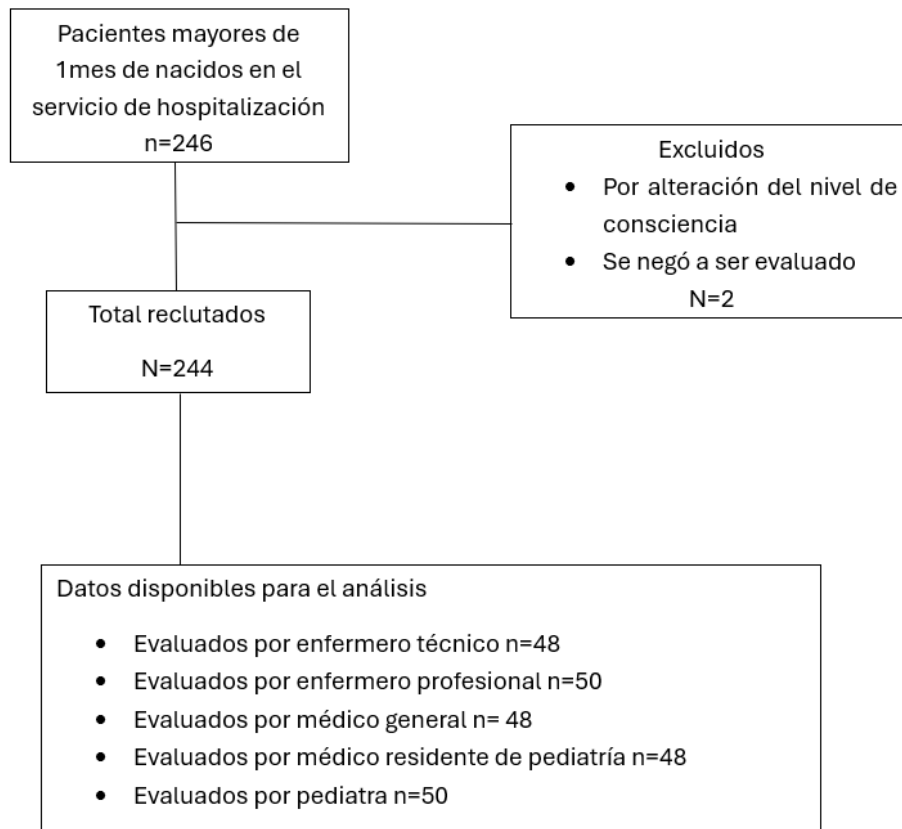 Pacientes mayores de
1mes de nacidos en el
servicio de hospitalización
n=246
Excluidos
• Por alteración del nivel de
consciencia
• Se negó a ser evaluado
N=2
Total reclutados
N=244
Datos disponibles para el análisis
• Evaluados por enfermero técnico n=48
• Evaluados por enfermero profesional n=50
• Evaluados por médico general n= 48
• Evaluados por médico residente de pediatría n=48
• Evaluados por pediatra n=50